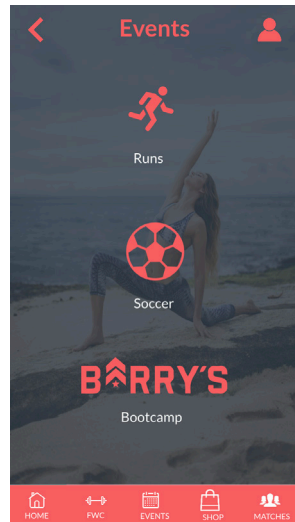 Events
Runs
Soccer
BARRY'S
Bootcamp
HOME
FWC
EVENTS
SHOP
MATCHES